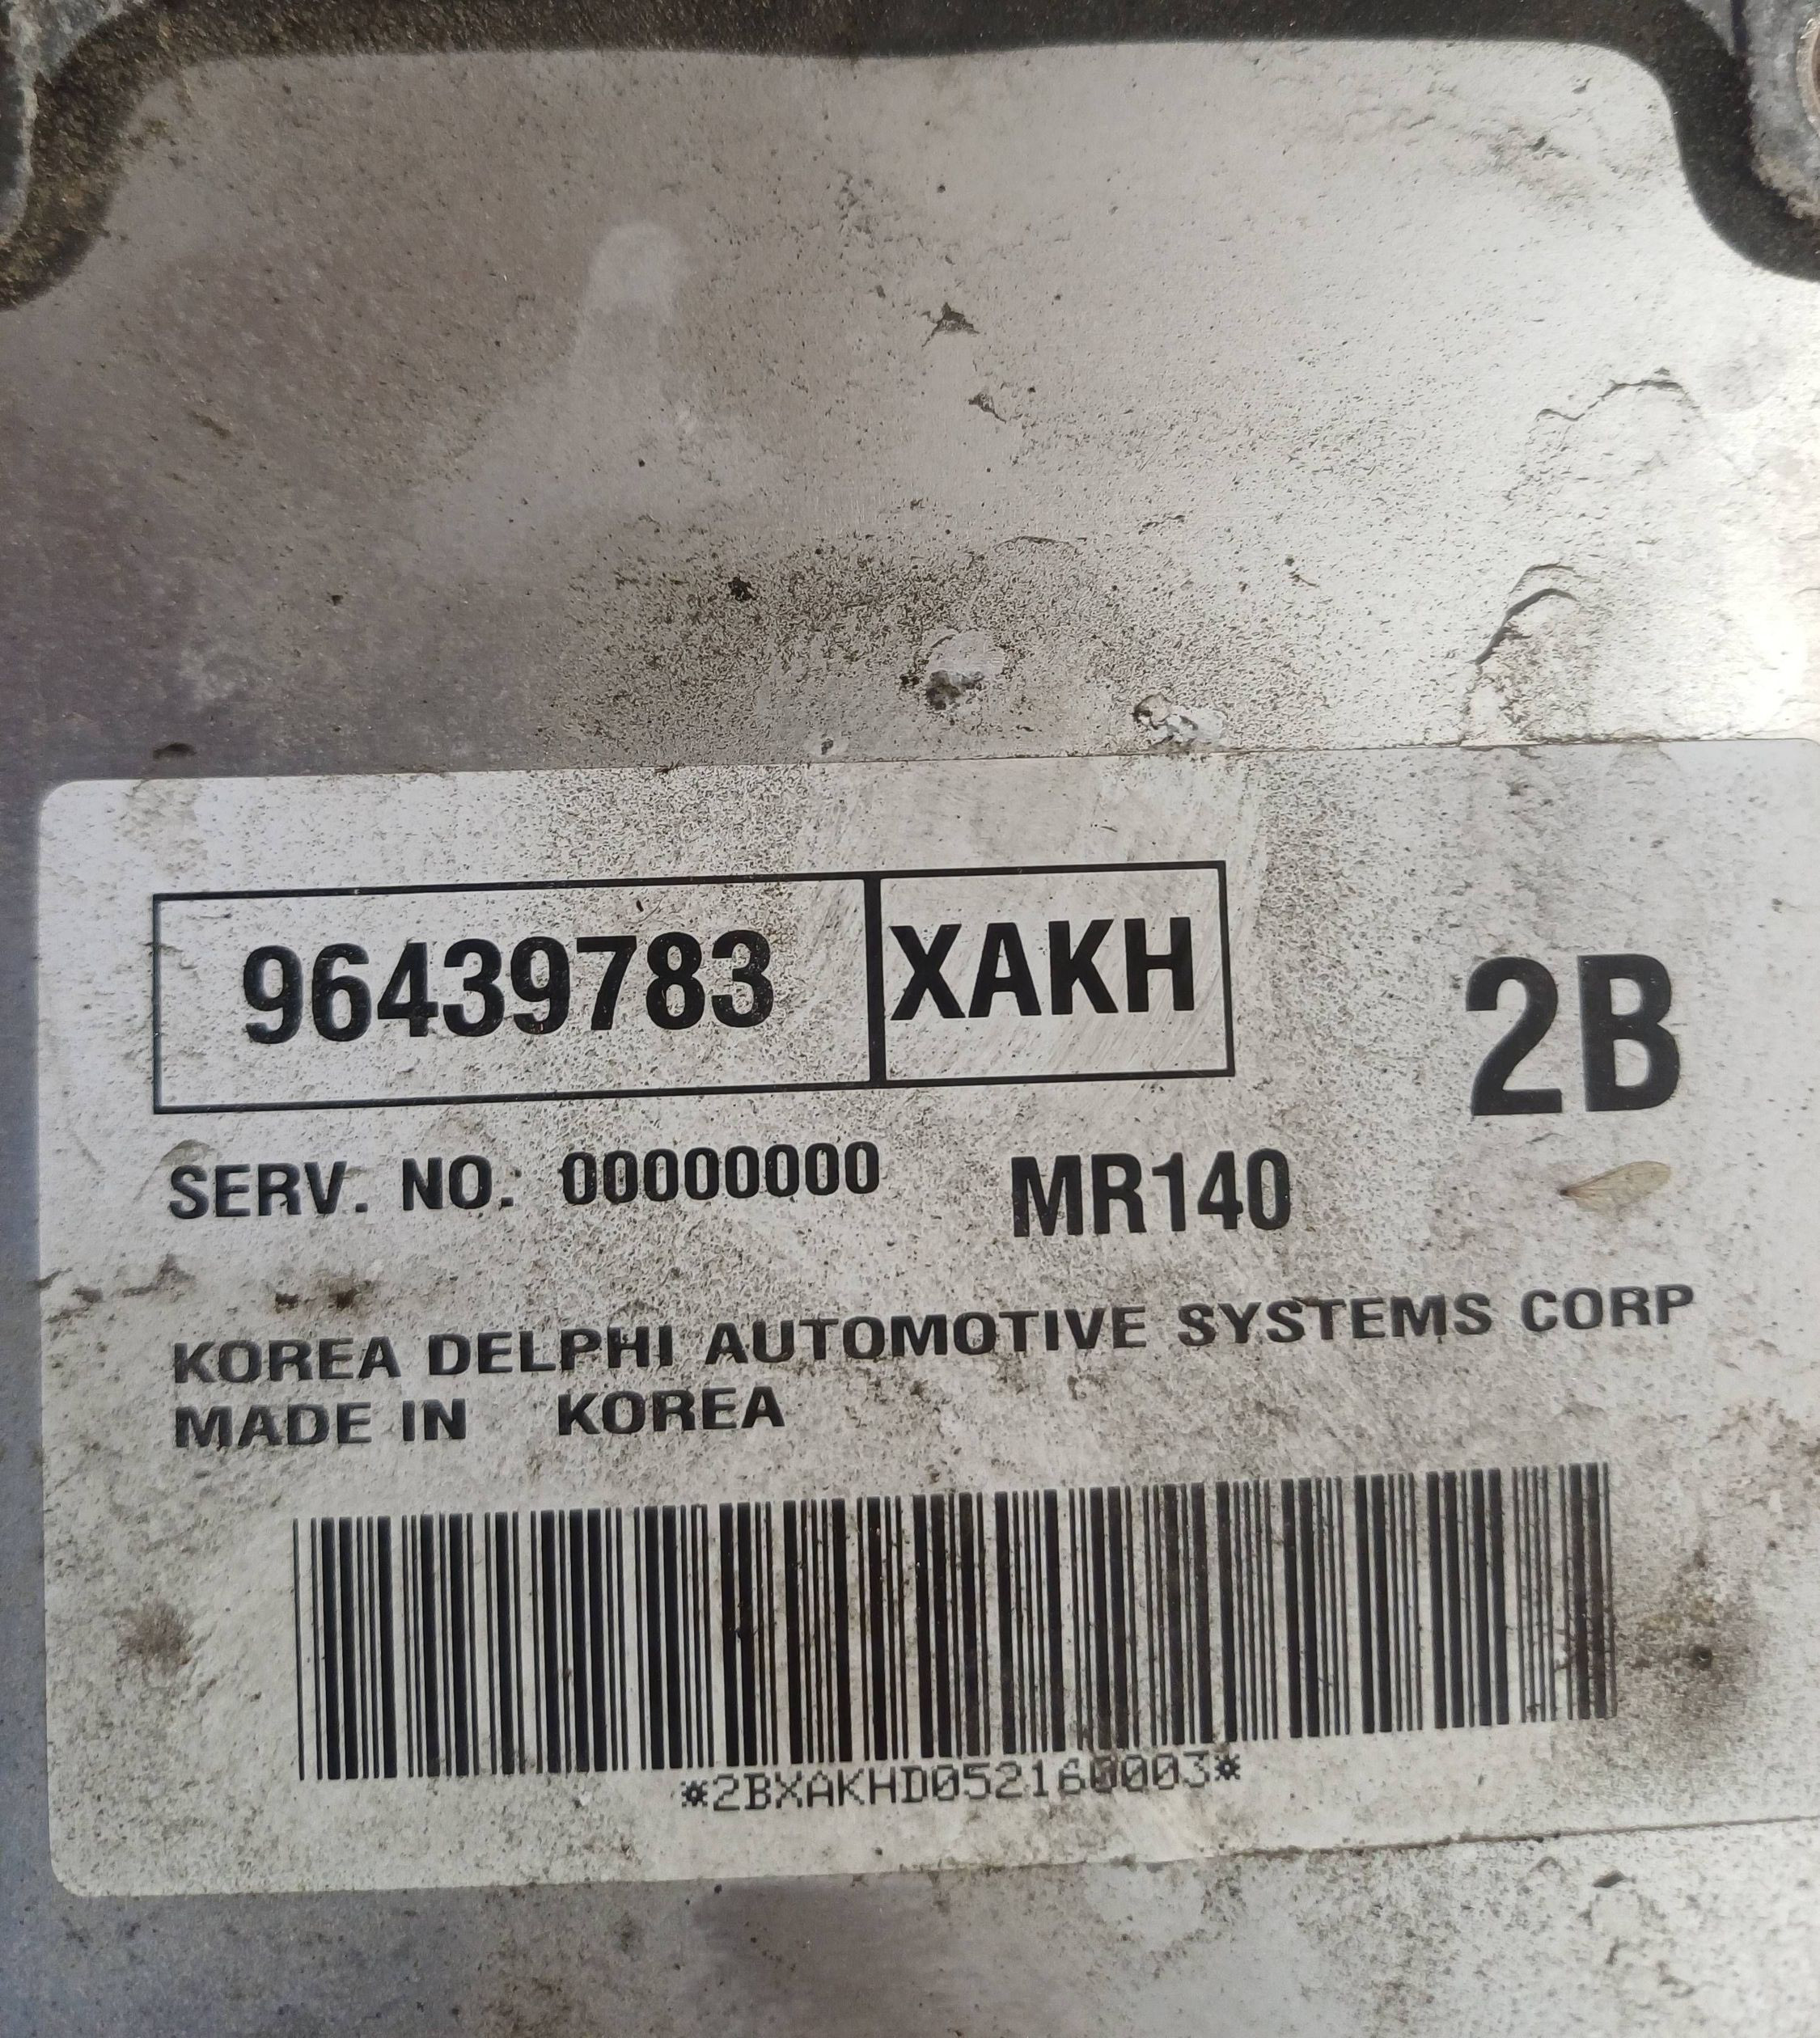 96439783 XAKH
2B
SERV. NO.: 00000000 MR140
KOREA DELPHI AUTOMOTIVE SYSTEMS CORP
MADE IN KOREA
*2BXAKHD052160003*